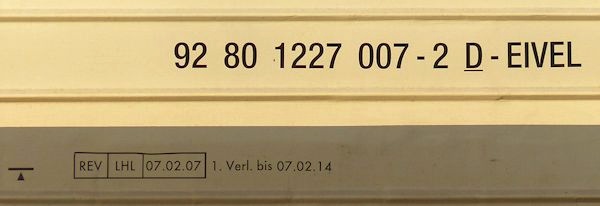 92 80 1227 007-2 D-EIVEL
REV LHL 07.02.07 1. Verl. bis 07.02.14